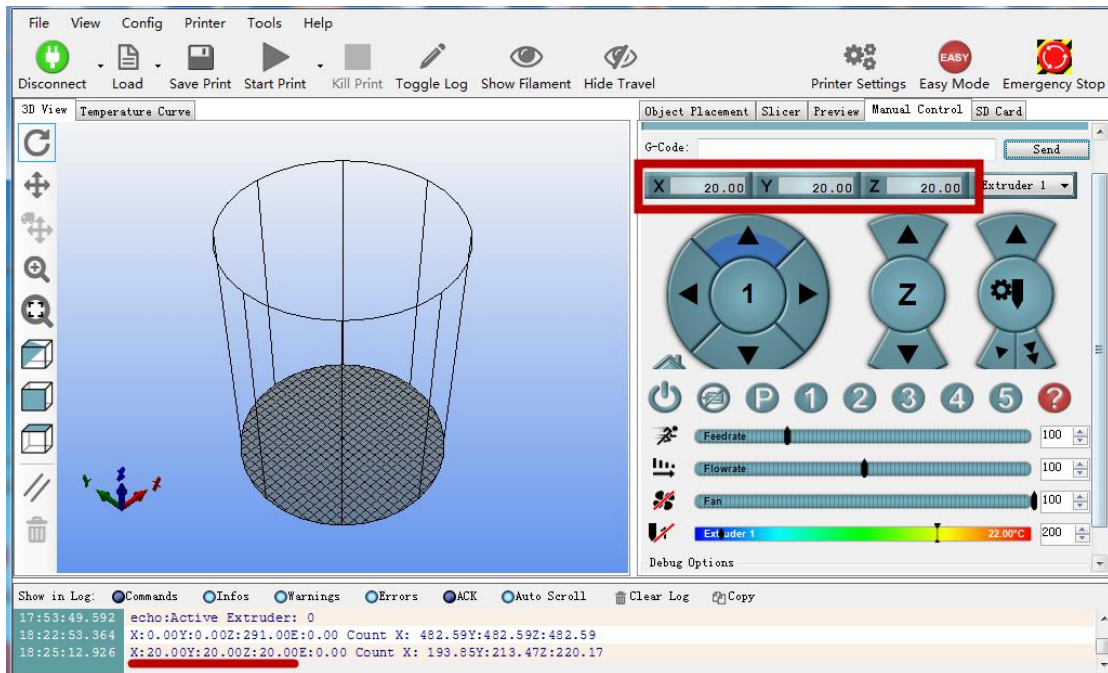 File View Config Printer Tools Help
Disconnect Load Save Print Start Print Kill Print Toggle Log Show Filament Hide Travel Printer Settings Easy Mode Emergency Stop
EASY
3D View Temperature Curve
Object Placement Slicer Preview Manual Control SD Card
G-Code: Send
X 20.00 Y 20.00 Z 20.00 Extruder 1
1 Z
P 1 2 3 4 5 ?
Feedrate 100
Flowrate 100
Fan 100
1 Extruder 1 22.00°C 200
Debug Options
Show in Log: Commands Infos Warnings Errors ACK Auto Scroll Clear Log Copy
17:53:49.592 echo:Active Extruder: 0
18:22:53.364 X:0.00Y:0.00Z:291.00E:0.00 Count X: 482.59Y:482.59Z:482.59
18:25:12.926 X:20.00Y:20.00Z:20.00E:0.00 Count X: 193.85Y:213.47Z:220.17